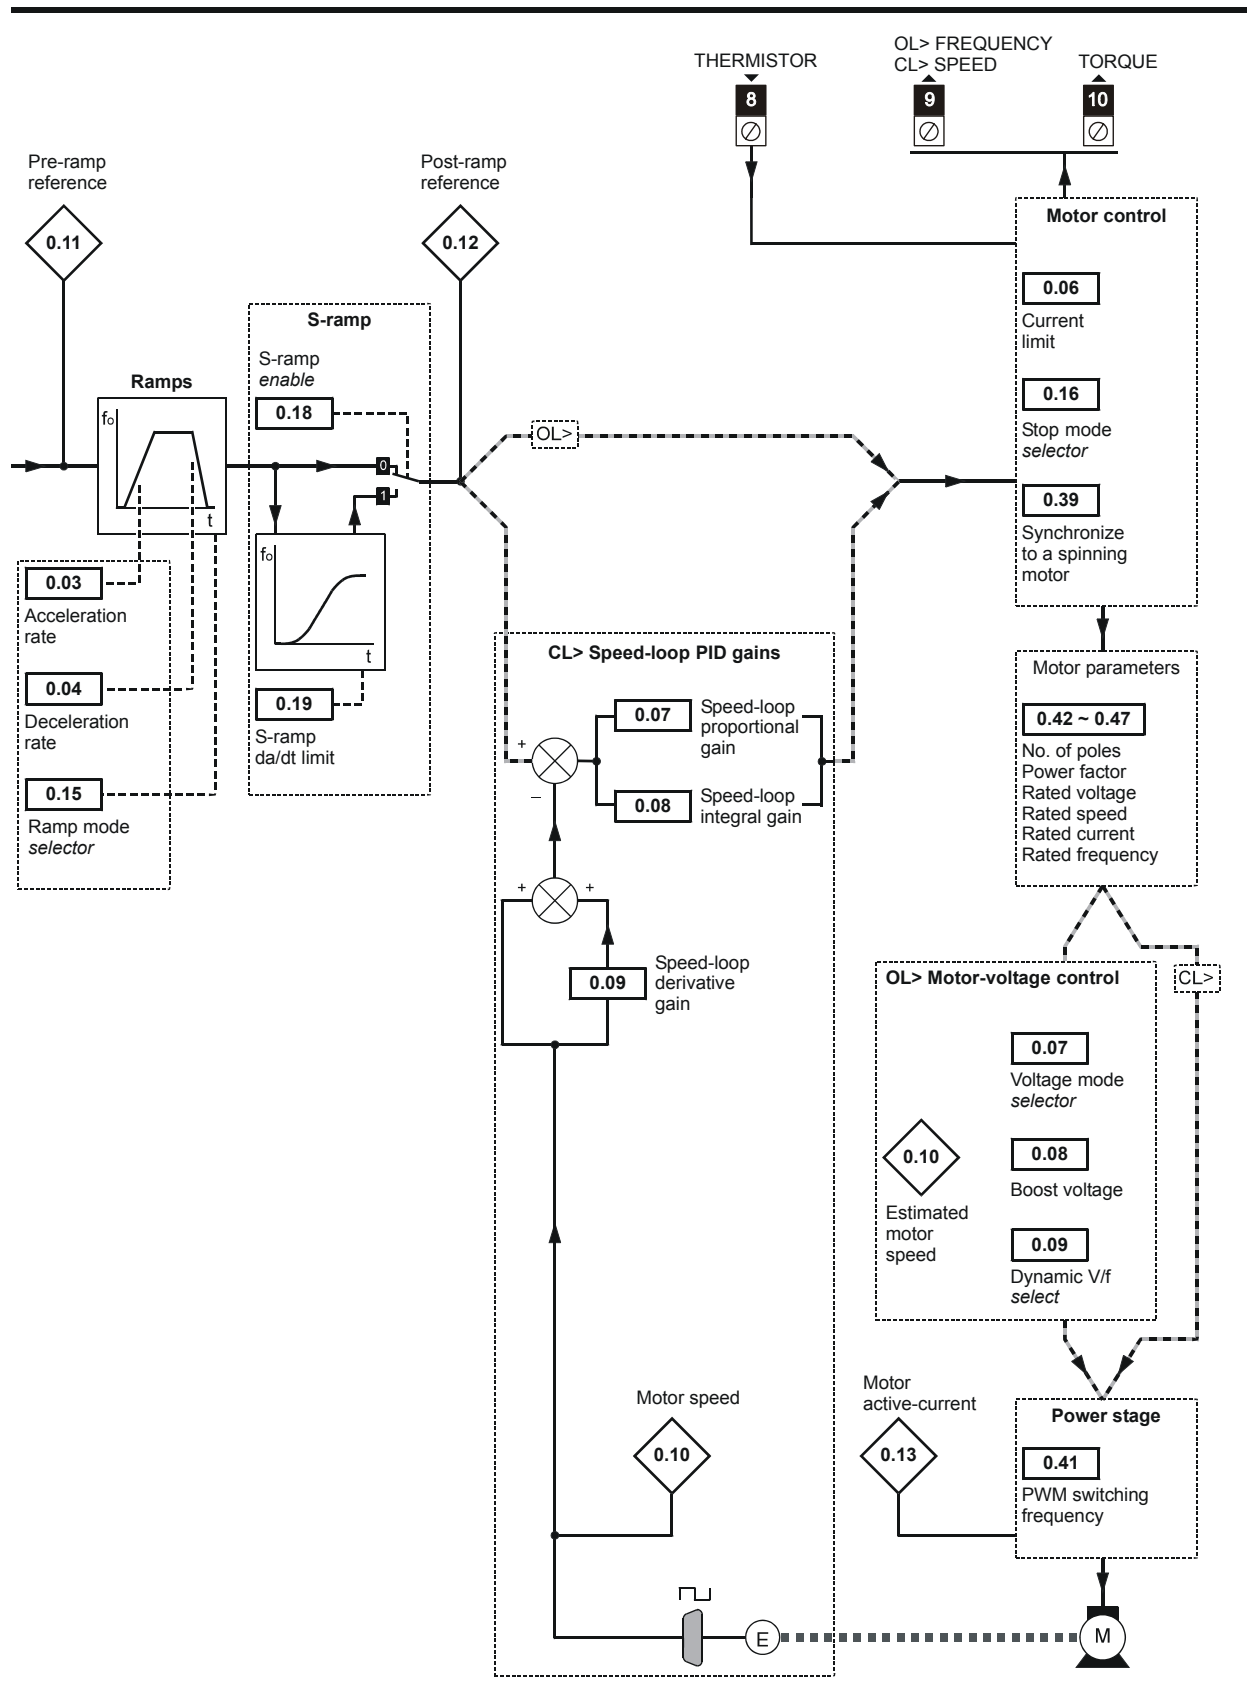 THERMISTOR
8
OL> FREQUENCY
CL> SPEED
9
TORQUE
10
Pre-ramp
reference
0.11
Post-ramp
reference
0.12
Ramps
fo
t
0.03
Acceleration
rate
0.04
Deceleration
rate
0.15
Ramp mode
selector
S-ramp
S-ramp
enable
0.18
0
1
fo
t
0.19
S-ramp
da/dt limit
OL>
CL> Speed-loop PID gains
+
−
0.07
Speed-loop
proportional
gain
0.08
Speed-loop
integral gain
+
+
0.09
Speed-loop
derivative
gain
Motor speed
0.10
E
Motor control
0.06
Current
limit
0.16
Stop mode
selector
0.39
Synchronize
to a spinning
motor
Motor parameters
0.42 ~ 0.47
No. of poles
Power factor
Rated voltage
Rated speed
Rated current
Rated frequency
OL> Motor-voltage control
CL>
0.07
Voltage mode
selector
0.10
Estimated
motor
speed
0.08
Boost voltage
0.09
Dynamic V/f
select
Motor
active-current
0.13
Power stage
0.41
PWM switching
frequency
M